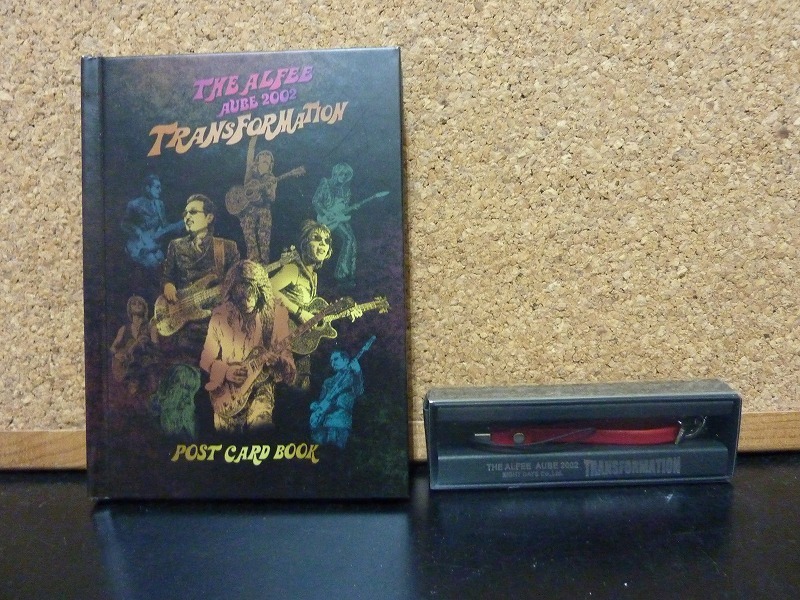 THE ALFEE
AUBE 2002
TRANSFORMATION
POST CARD BOOK
THE ALFEE AUBE 2002 TRANSFORMATION